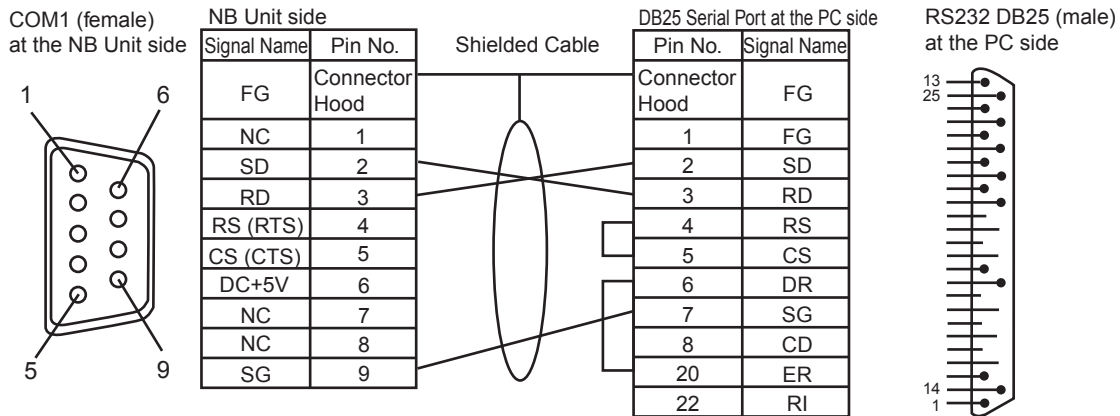 COM1 (female)
at the NB Unit side
1
6
5
9
NB Unit side
Signal Name Pin No.
FG Connector Hood
NC 1
SD 2
RD 3
RS (RTS) 4
CS (CTS) 5
DC+5V 6
NC 7
NC 8
SG 9
Shielded Cable
DB25 Serial Port at the PC side
Pin No. Signal Name
Connector Hood FG
1 FG
2 SD
3 RD
4 RS
5 CS
6 DR
7 SG
8 CD
20 ER
22 RI
RS232 DB25 (male)
at the PC side
13
25
14
1